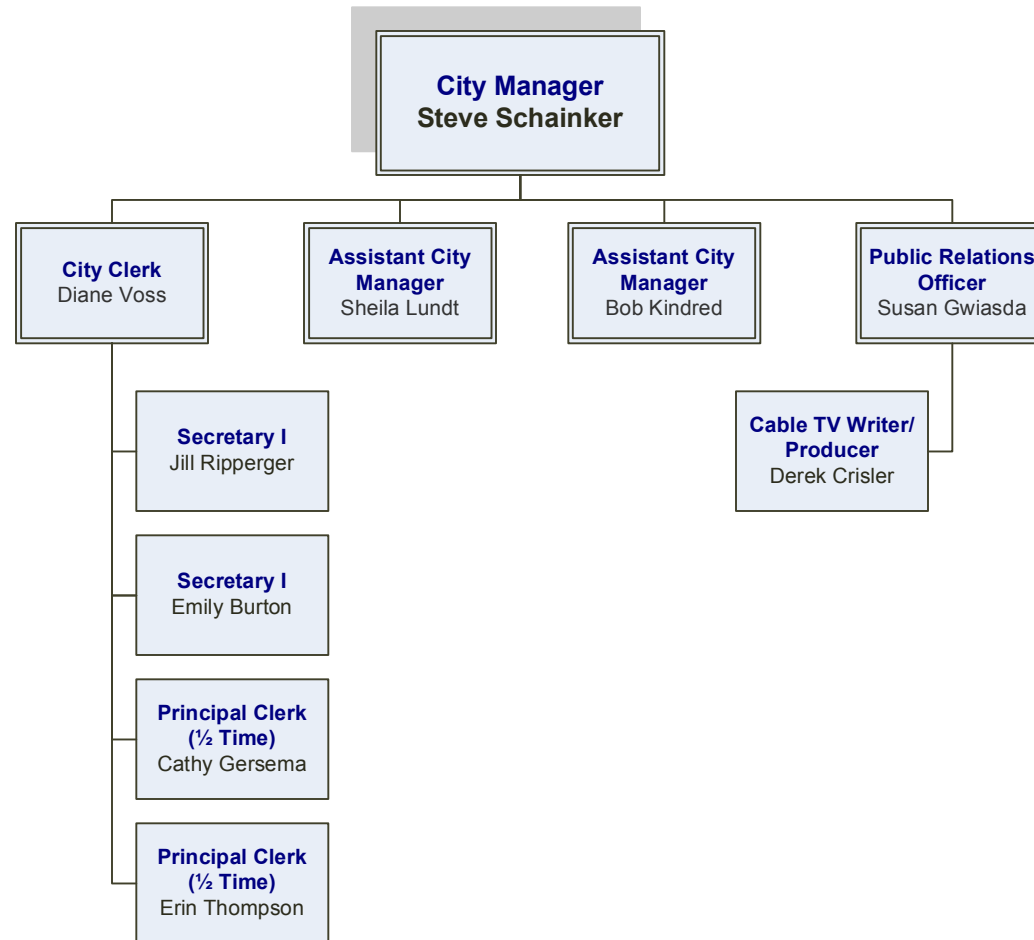 City Manager
Steve Schainker
City Clerk
Diane Voss
Assistant City
Manager
Sheila Lundt
Assistant City
Manager
Bob Kindred
Public Relations
Officer
Susan Gwiasda
Secretary I
Jill Ripperger
Cable TV Writer/
Producer
Derek Crisler
Secretary I
Emily Burton
Principal Clerk
(½ Time)
Cathy Gersema
Principal Clerk
(½ Time)
Erin Thompson